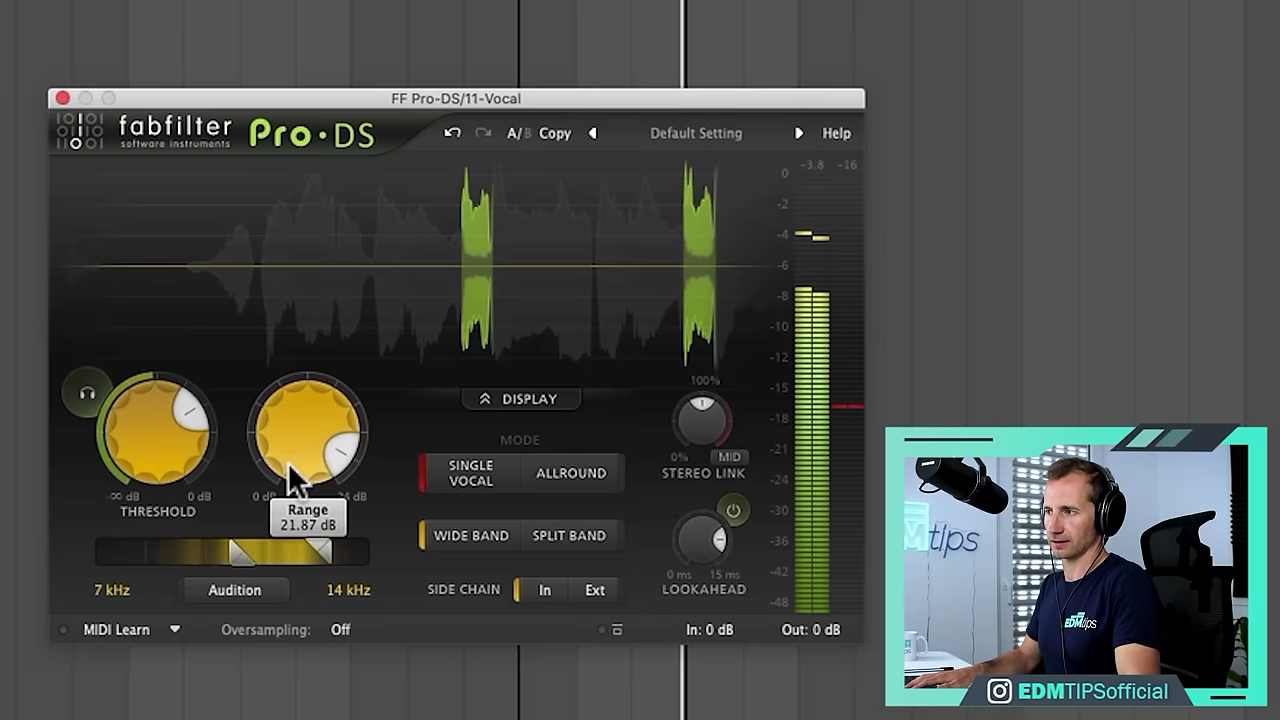 FF Pro-DS/11-Vocal
fabfilter
software instruments
Pro·DS
A/B Copy Default Setting Help
-3.8 -16
0
-2
-4
-6
-8
-10
-12
-15
-18
-21
-24
-30
-36
-42
-48
DISPLAY
MODE
SINGLE VOCAL ALLROUND
WIDE BAND SPLIT BAND
SIDE CHAIN In Ext
100%
0% MID
STEREO LINK
0 ms 15 ms
LOOKAHEAD
-∞ dB 0 dB
THRESHOLD
Range
21.87 dB
7 kHz Audition 14 kHz
MIDI Learn Oversampling: Off In: 0 dB Out: 0 dB
tips
EDMtips
EDMTIPSofficial